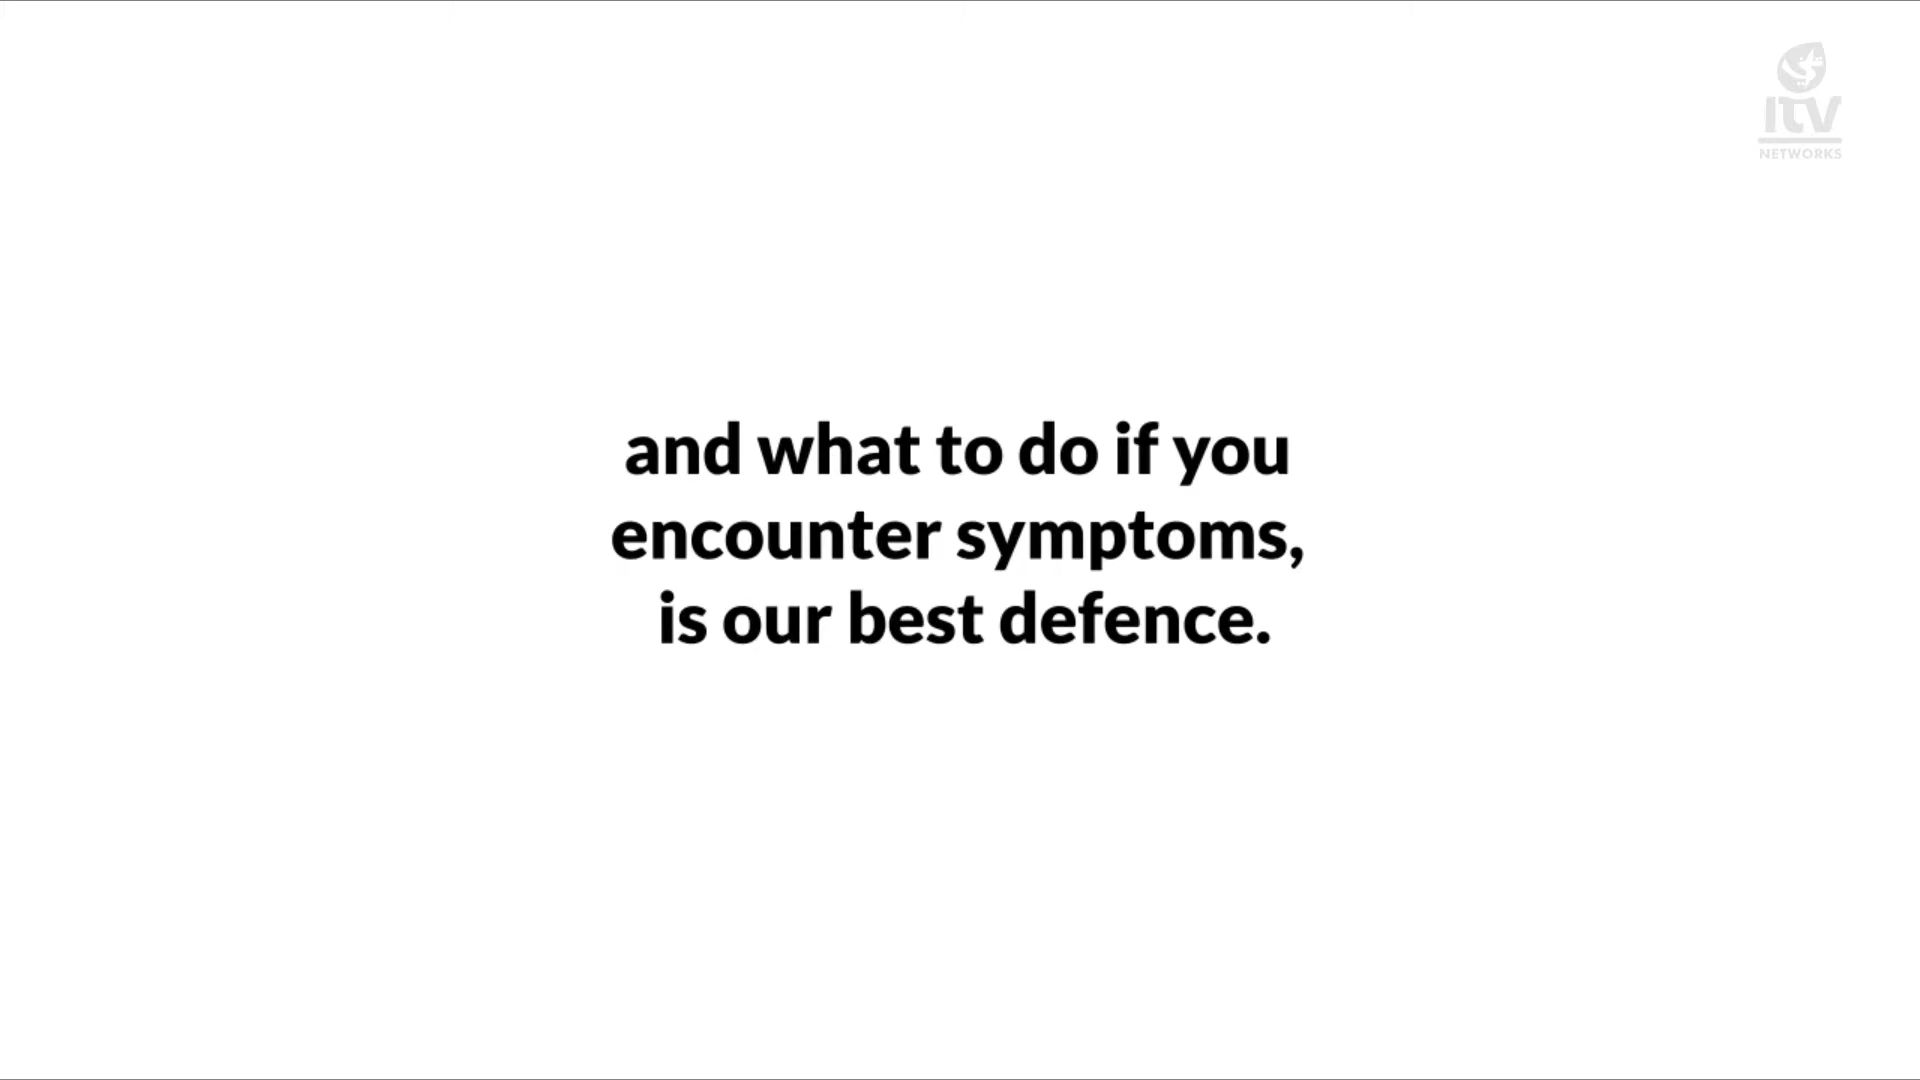 ITV
NETWORKS
and what to do if you
encounter symptoms,
is our best defence.